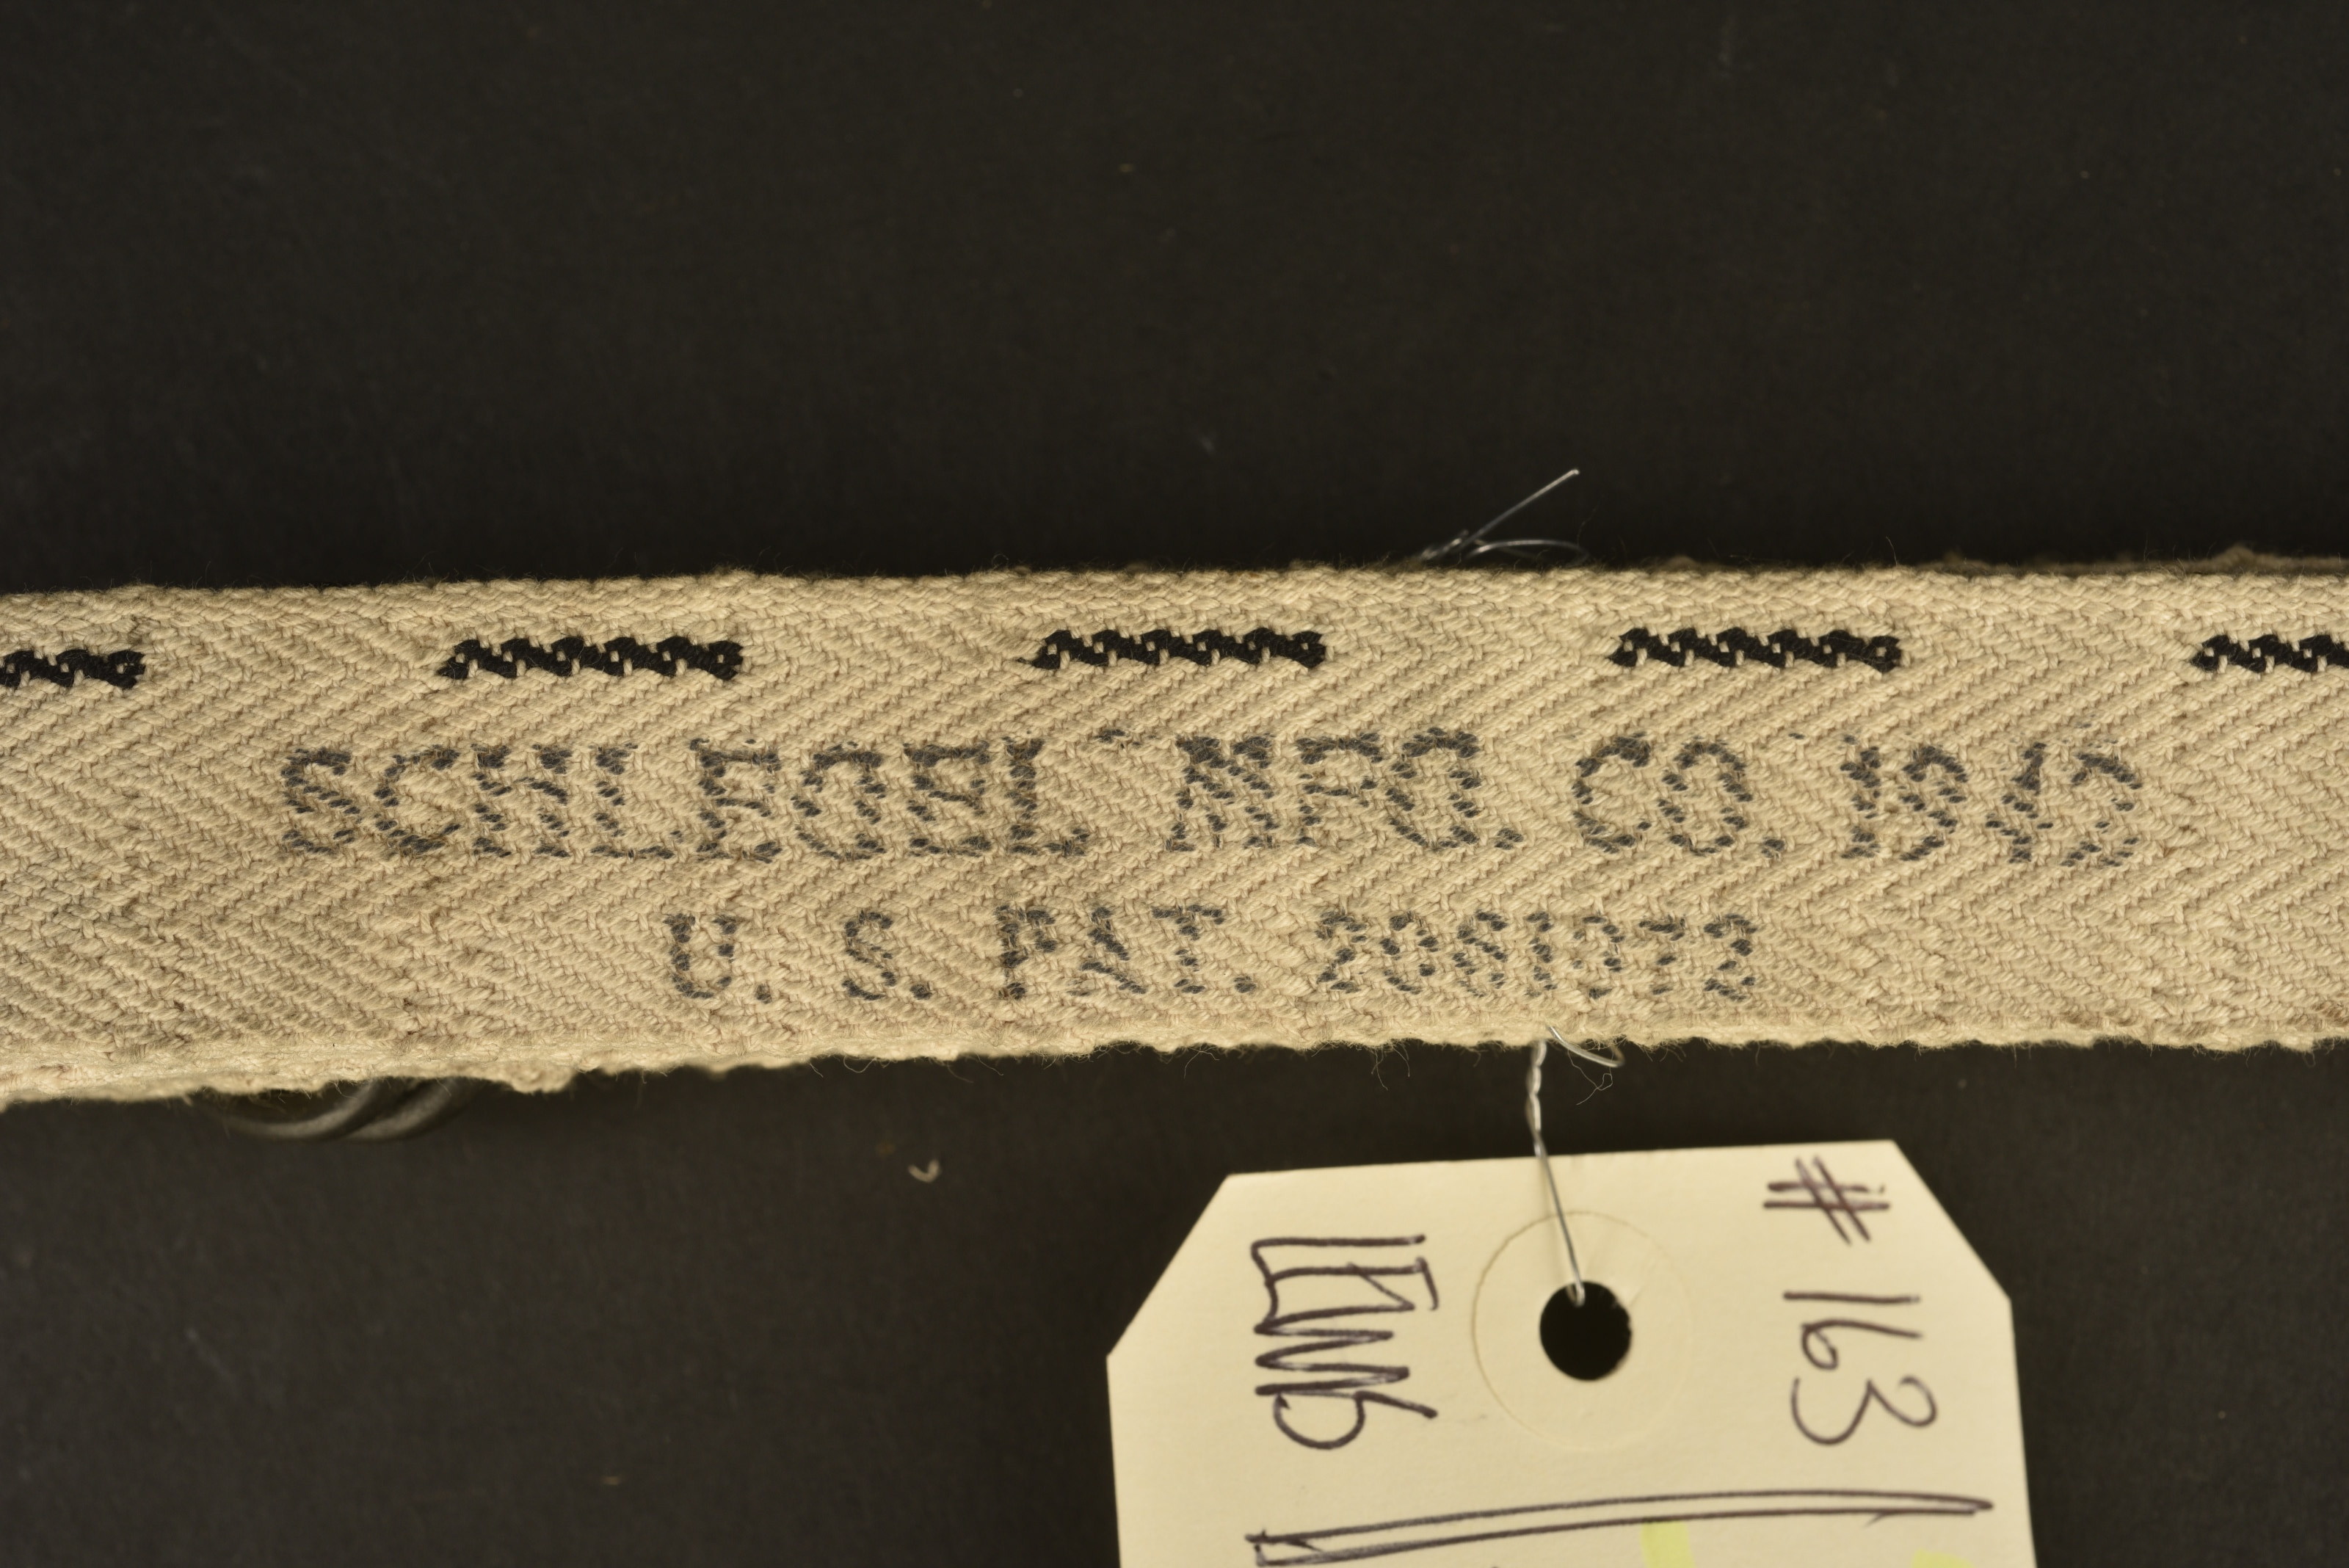 SCHLEGEL MFG. CO. 1942
U. S. PAT. 2061072
# 163